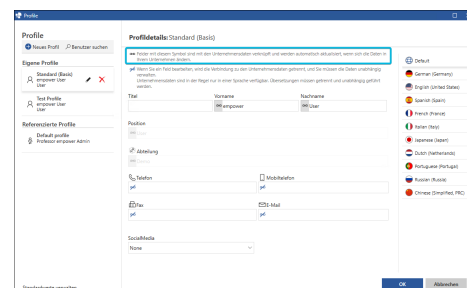 Profile
Profile
Neues Profil
Benutzer suchen
Eigene Profile
Standard (Basis)
empower User
User
Test Profile
empower User
User
Referenzierte Profile
Default profile
Professor empower Admin
Profildetails: Standard (Basis)
Felder mit diesem Symbol sind mit den Unternehmensdaten verknüpft und werden automatisch aktualisiert, wenn sich die Daten in
Ihrem Unternehmen ändern.
Wenn Sie ein Feld bearbeiten, wird die Verbindung zu den Unternehmensdaten getrennt, und Sie müssen die Daten unabhängig
verwalten.
Unternehmensdaten sind in der Regel nur in einer Sprache verfügbar. Übersetzungen müssen getrennt und unabhängig geführt
werden.
Titel
Vorname
Nachname
empower
User
Position
Abteilung
Telefon
Mobiltelefon
Fax
E-Mail
SocialMedia
None
Default
German (Germany)
English (United States)
Spanish (Spain)
French (France)
Italian (Italy)
Japanese (Japan)
Dutch (Netherlands)
Portuguese (Portugal)
Russian (Russia)
Chinese (Simplified, PRC)
OK
Abbrechen